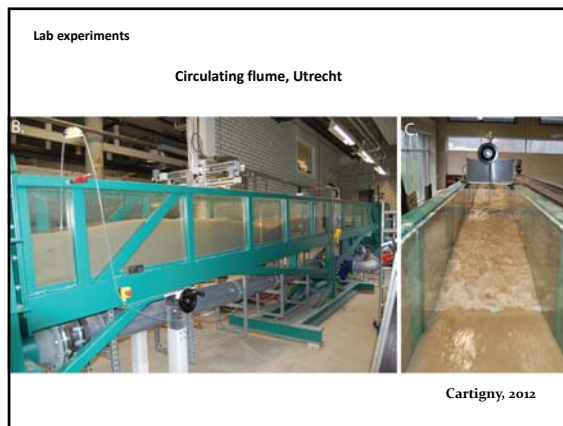 Lab experiments
Circulating flume, Utrecht
B.
C.
Cartigny, 2012